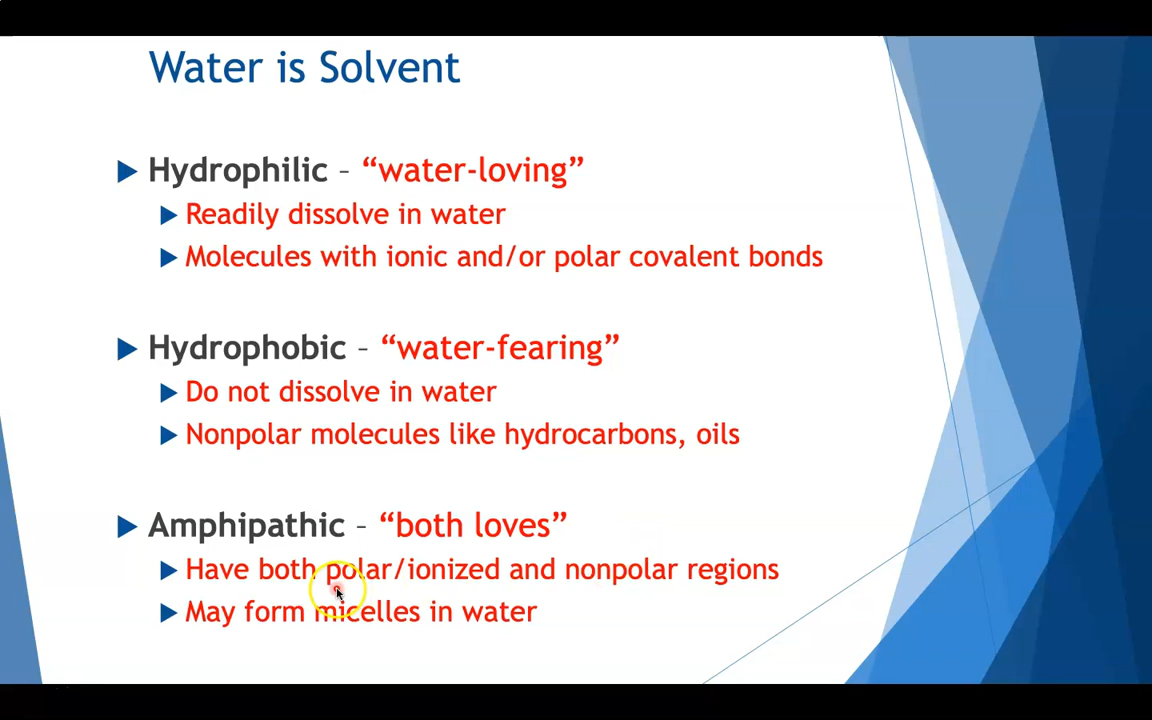 Water is Solvent
Hydrophilic – “water-loving”
Readily dissolve in water
Molecules with ionic and/or polar covalent bonds
Hydrophobic – “water-fearing”
Do not dissolve in water
Nonpolar molecules like hydrocarbons, oils
Amphipathic – “both loves”
Have both polar/ionized and nonpolar regions
May form micelles in water